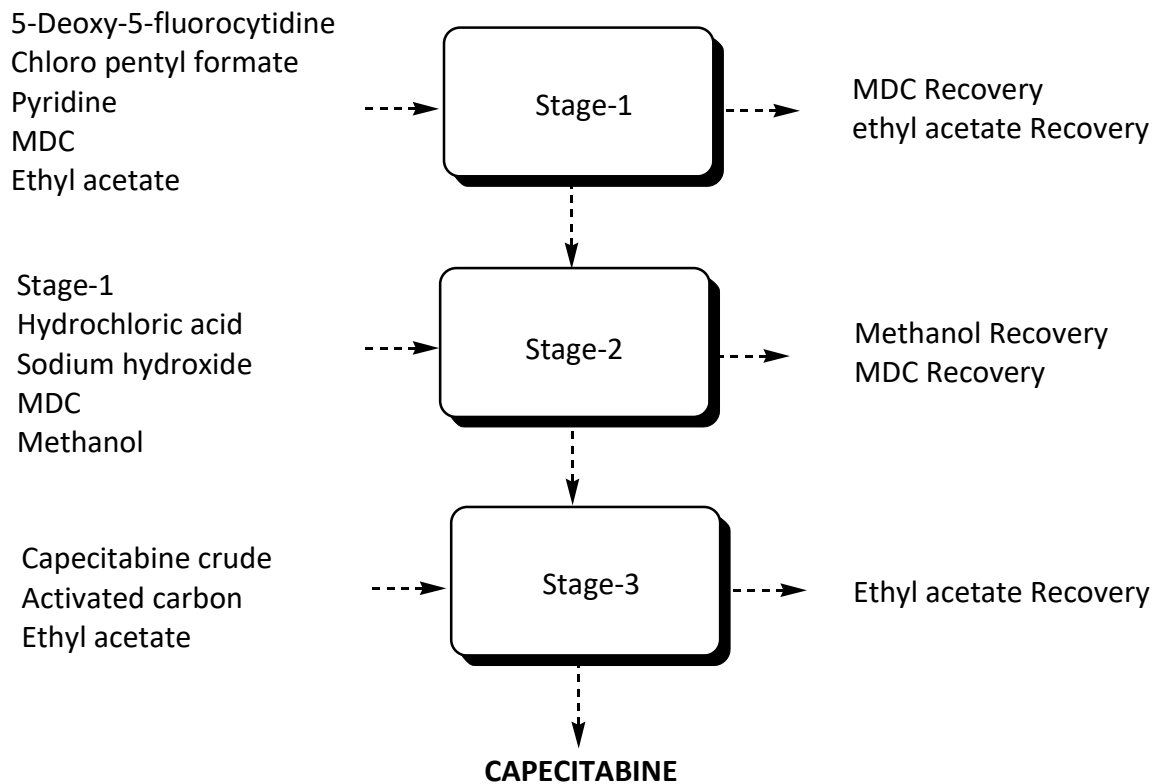 5-Deoxy-5-fluorocytidine
Chloro pentyl formate
Pyridine
MDC
Ethyl acetate
Stage-1
MDC Recovery
ethyl acetate Recovery
Stage-1
Hydrochloric acid
Sodium hydroxide
MDC
Methanol
Stage-2
Methanol Recovery
MDC Recovery
Capecitabine crude
Activated carbon
Ethyl acetate
Stage-3
Ethyl acetate Recovery
CAPECITABINE